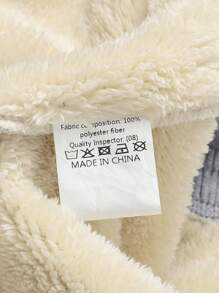 Fabric composition: 100%
polyester fiber
Quality Inspector: (08)
MADE IN CHINA